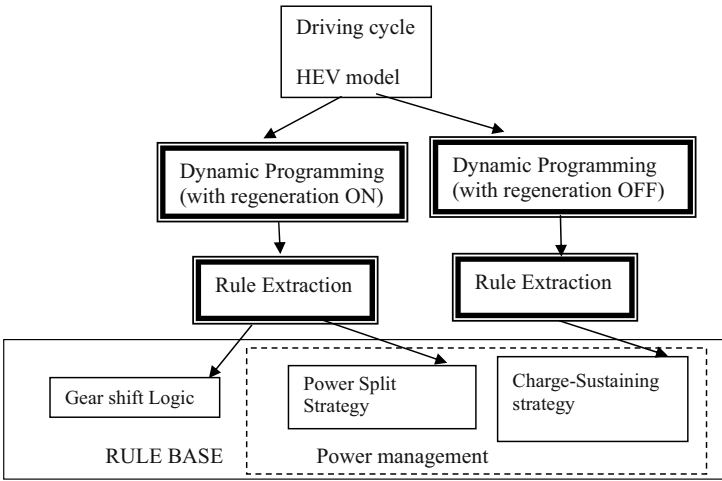 Driving cycle
HEV model
Dynamic Programming
(with regeneration ON)
Dynamic Programming
(with regeneration OFF)
Rule Extraction
Rule Extraction
Gear shift Logic
Power Split
Strategy
Charge-Sustaining
strategy
RULE BASE
Power management